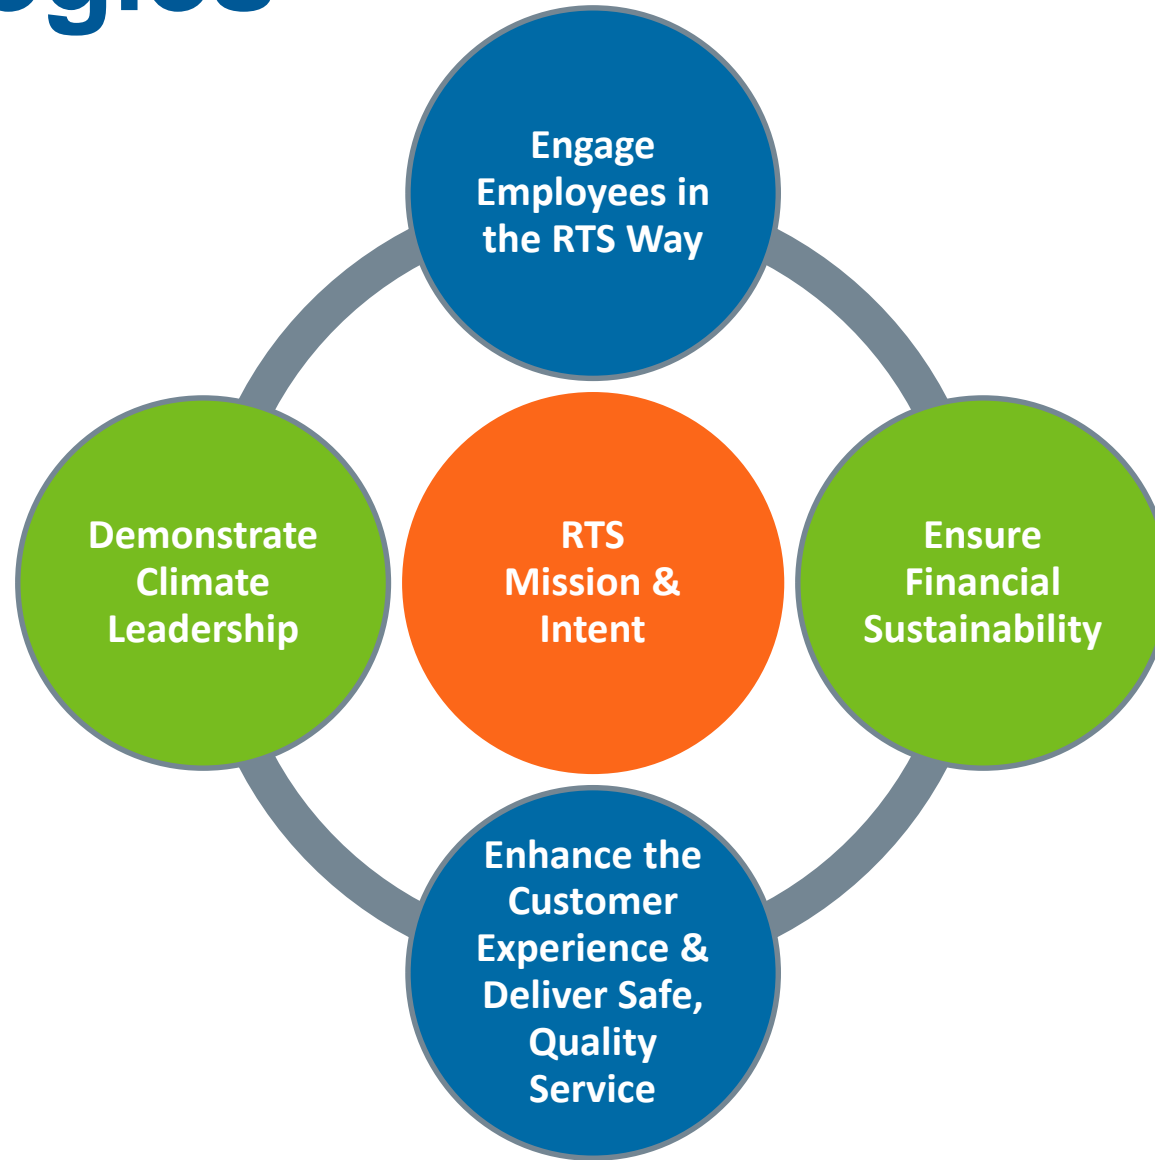 Engage
Employees in
the RTS Way
Demonstrate
Climate
Leadership
RTS
Mission &
Intent
Ensure
Financial
Sustainability
Enhance the
Customer
Experience &
Deliver Safe,
Quality
Service